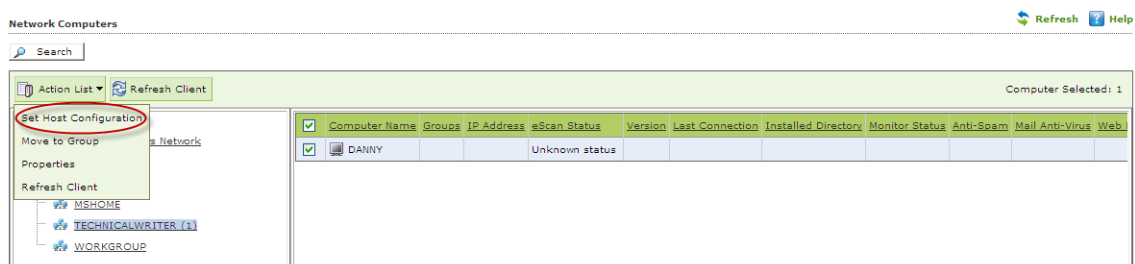 Network Computers
Refresh Help
Search
Action List Refresh Client
Computer Selected: 1
Set Host Configuration
Move to Group
Properties
Refresh Client
s Network
MSHOME
TECHNICALWRITER (1)
WORKGROUP
Computer Name Groups IP Address eScan Status Version Last Connection Installed Directory Monitor Status Anti-Spam Mail Anti-Virus Web
DANNY Unknown status